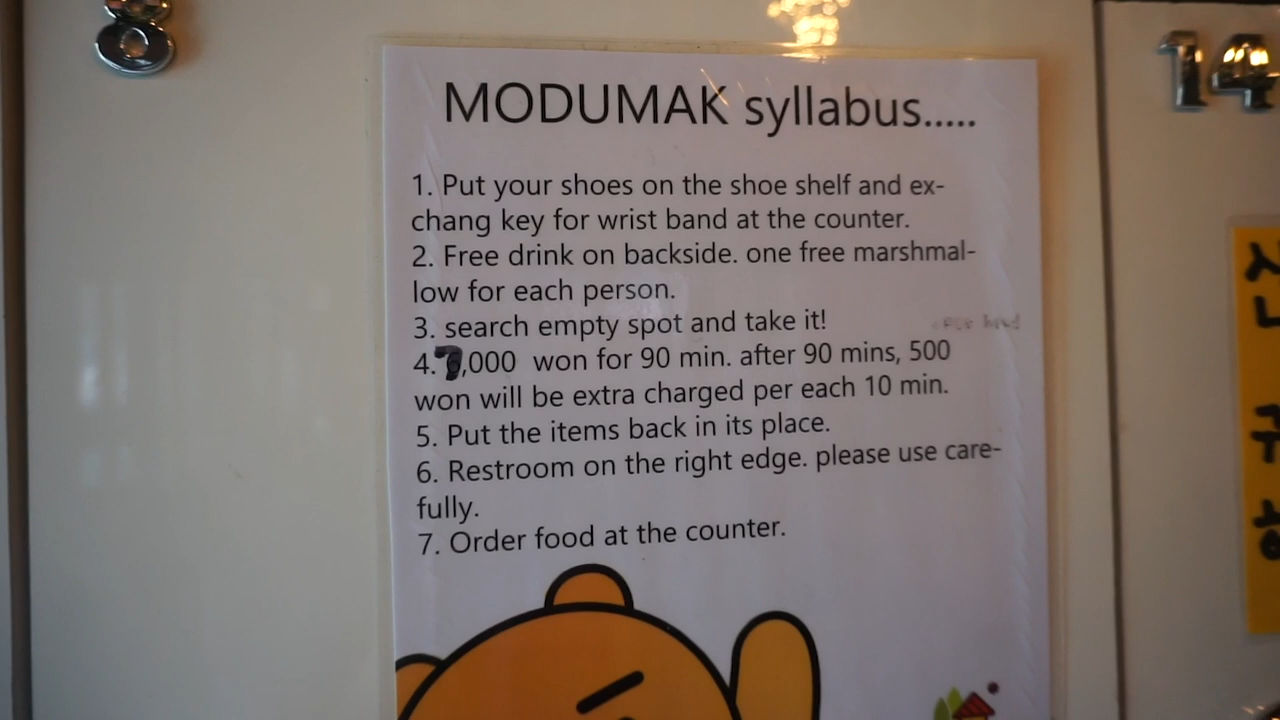 8
14
MODUMAK syllabus.....
1. Put your shoes on the shoe shelf and ex-
chang key for wrist band at the counter.
2. Free drink on backside. one free marshmal-
low for each person.
3. search empty spot and take it!
4. 7,000 won for 90 min. after 90 mins, 500
won will be extra charged per each 10 min.
5. Put the items back in its place.
6. Restroom on the right edge. please use care-
fully.
7. Order food at the counter.